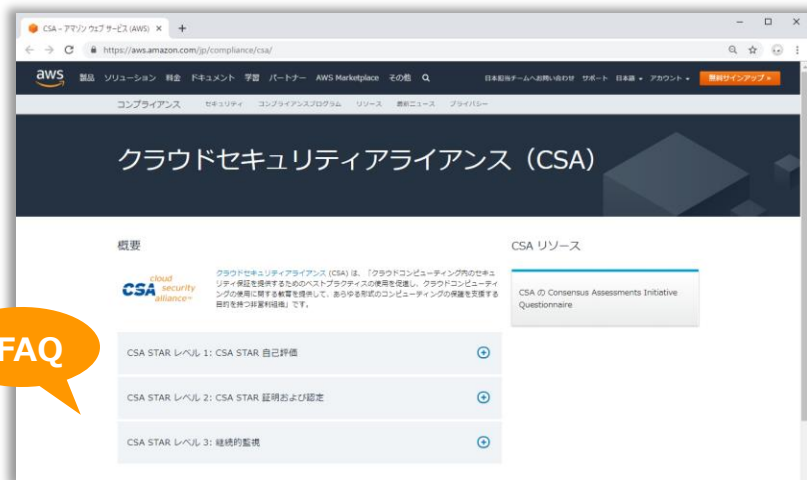 CSA – アマゾン ウェブ サービス (AWS)
https://aws.amazon.com/jp/compliance/csa/
aws 製品 ソリューション 料金 ドキュメント 学習 パートナー AWS Marketplace その他 日本担当チームへお問い合わせ サポート 日本語 アカウント 無料サインアップ »
コンプライアンス セキュリティ コンプライアンスプログラム リソース 最新ニュース プライバシー
クラウドセキュリティアライアンス（CSA）
概要
cloud
CSA security
alliance
クラウドセキュリティアライアンス (CSA) は、「クラウドコンピューティング内のセキュ
リティ保証を提供するためのベストプラクティスの使用を促進し、クラウドコンピューティ
ングの使用に関する教育を提供して、あらゆる形式のコンピューティングの保護を支援する
目的を持つ非営利組織」です。
CSA リソース
CSA の Consensus Assessments Initiative
Questionnaire
FAQ
CSA STAR レベル 1: CSA STAR 自己評価
CSA STAR レベル 2: CSA STAR 証明および認定
CSA STAR レベル 3: 継続的監視